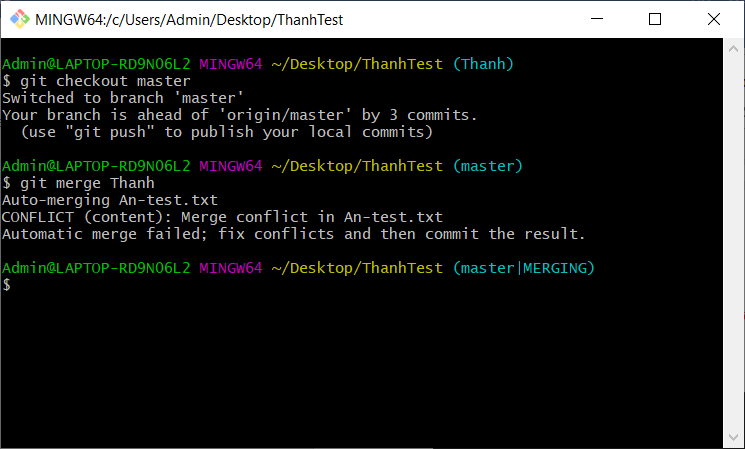 MINGW64:/c/Users/Admin/Desktop/ThanhTest
Admin@LAPTOP-RD9NO6L2 MINGW64 ~/Desktop/ThanhTest (Thanh)
$ git checkout master
Switched to branch 'master'
Your branch is ahead of 'origin/master' by 3 commits.
  (use "git push" to publish your local commits)
Admin@LAPTOP-RD9NO6L2 MINGW64 ~/Desktop/ThanhTest (master)
$ git merge Thanh
Auto-merging An-test.txt
CONFLICT (content): Merge conflict in An-test.txt
Automatic merge failed; fix conflicts and then commit the result.
Admin@LAPTOP-RD9NO6L2 MINGW64 ~/Desktop/ThanhTest (master|MERGING)
$